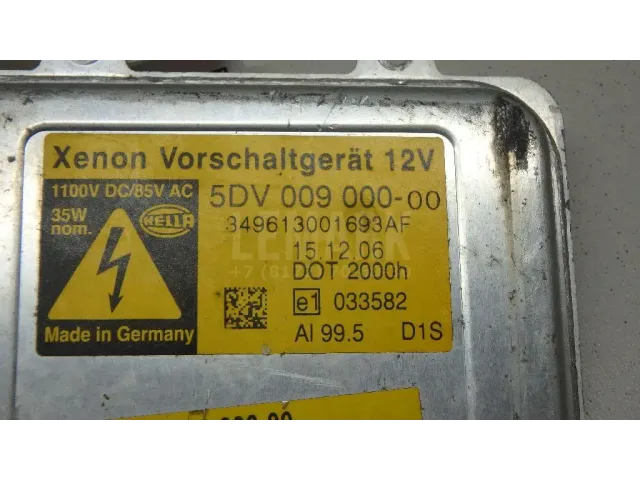 Xenon Vorschaltgerät 12V
1100V DC/85V AC
5DV 009 000-00
35W
nom.
HELLA
349613001693AF
15.12.06
DOT 2000h
e1 033582
Made in Germany
Al 99.5 D1S